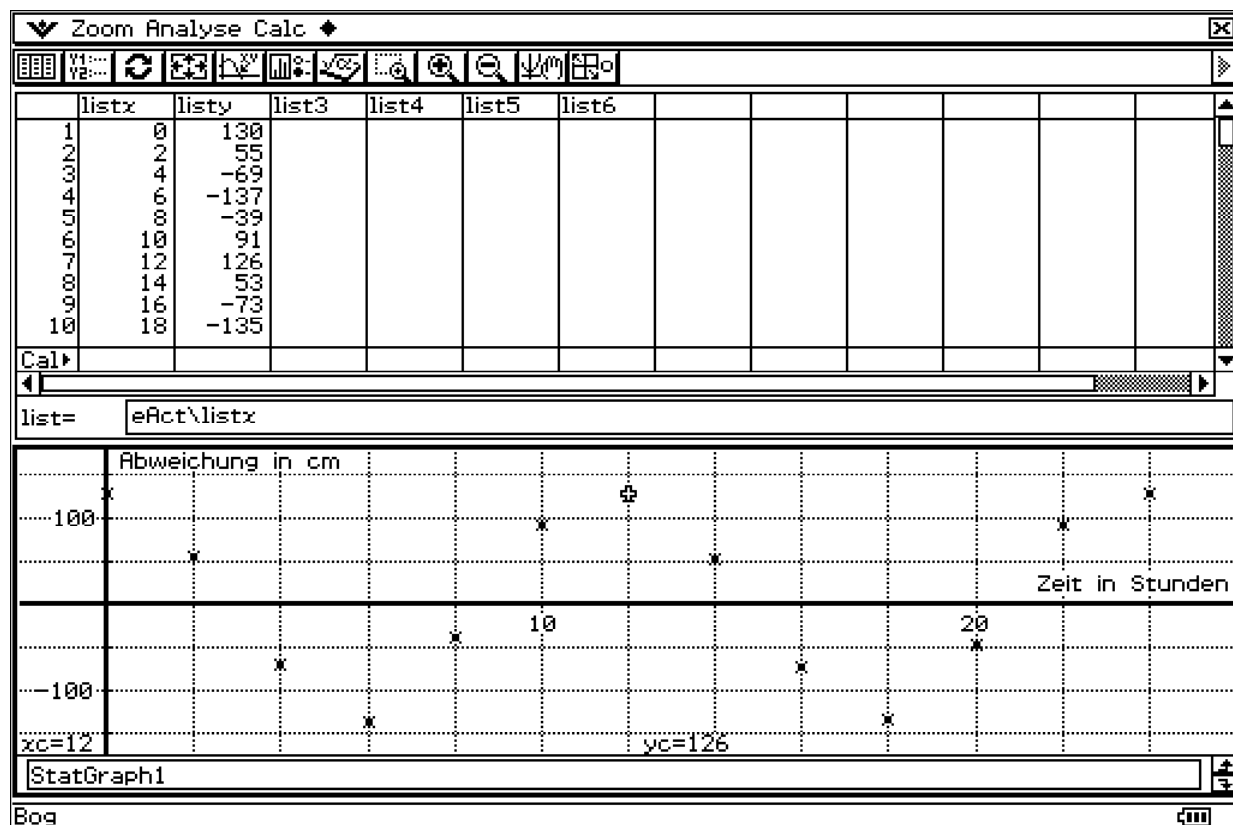 Zoom Analyse Calc
Y1:
Y2:
listx listy list3 list4 list5 list6
1 0 130
2 2 55
3 4 -69
4 6 -137
5 8 -39
6 10 91
7 12 126
8 14 53
9 16 -73
10 18 -135
Cal
list= eAct\listx
Abweichung in cm
100
Zeit in Stunden
10 20
-100
xc=12 yc=126
StatGraph1
Bog